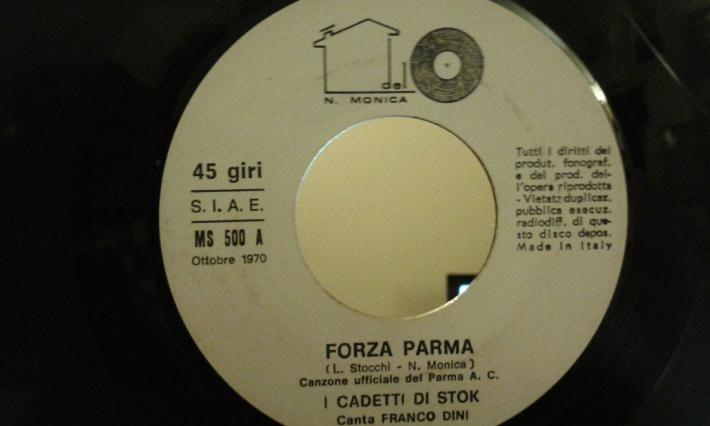 del
N. MONICA
45 giri
S. I. A. E.
MS 500 A
Ottobre 1970
Tutti i diritti del
produt. fonograf.
e del prod. del-
l'opera riprodotta
- Vietata duplicaz.
pubblica esecuz.
radiodiff. di que-
sto disco depos.
Made in Italy
FORZA PARMA
(L. Stocchi - N. Monica)
Canzone ufficiale del Parma A. C.
I CADETTI DI STOK
Canta FRANCO DINI